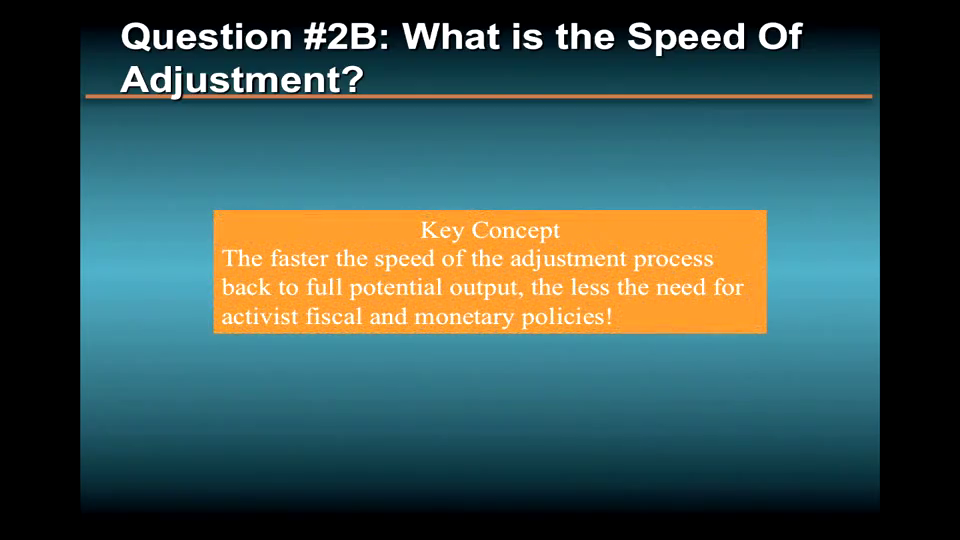 Question #2B: What is the Speed Of
Adjustment?
Key Concept
The faster the speed of the adjustment process
back to full potential output, the less the need for
activist fiscal and monetary policies!